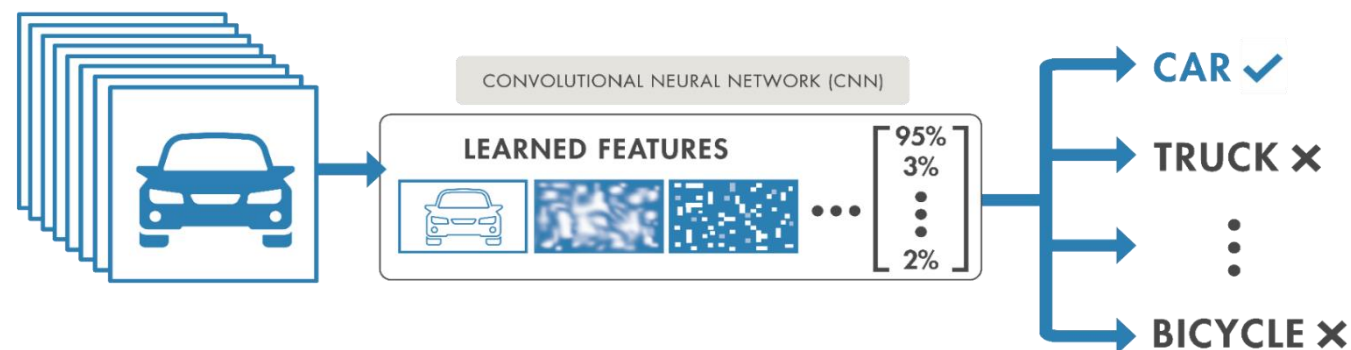 CONVOLUTIONAL NEURAL NETWORK (CNN)
LEARNED FEATURES
95%
3%
2%
CAR
TRUCK
BICYCLE